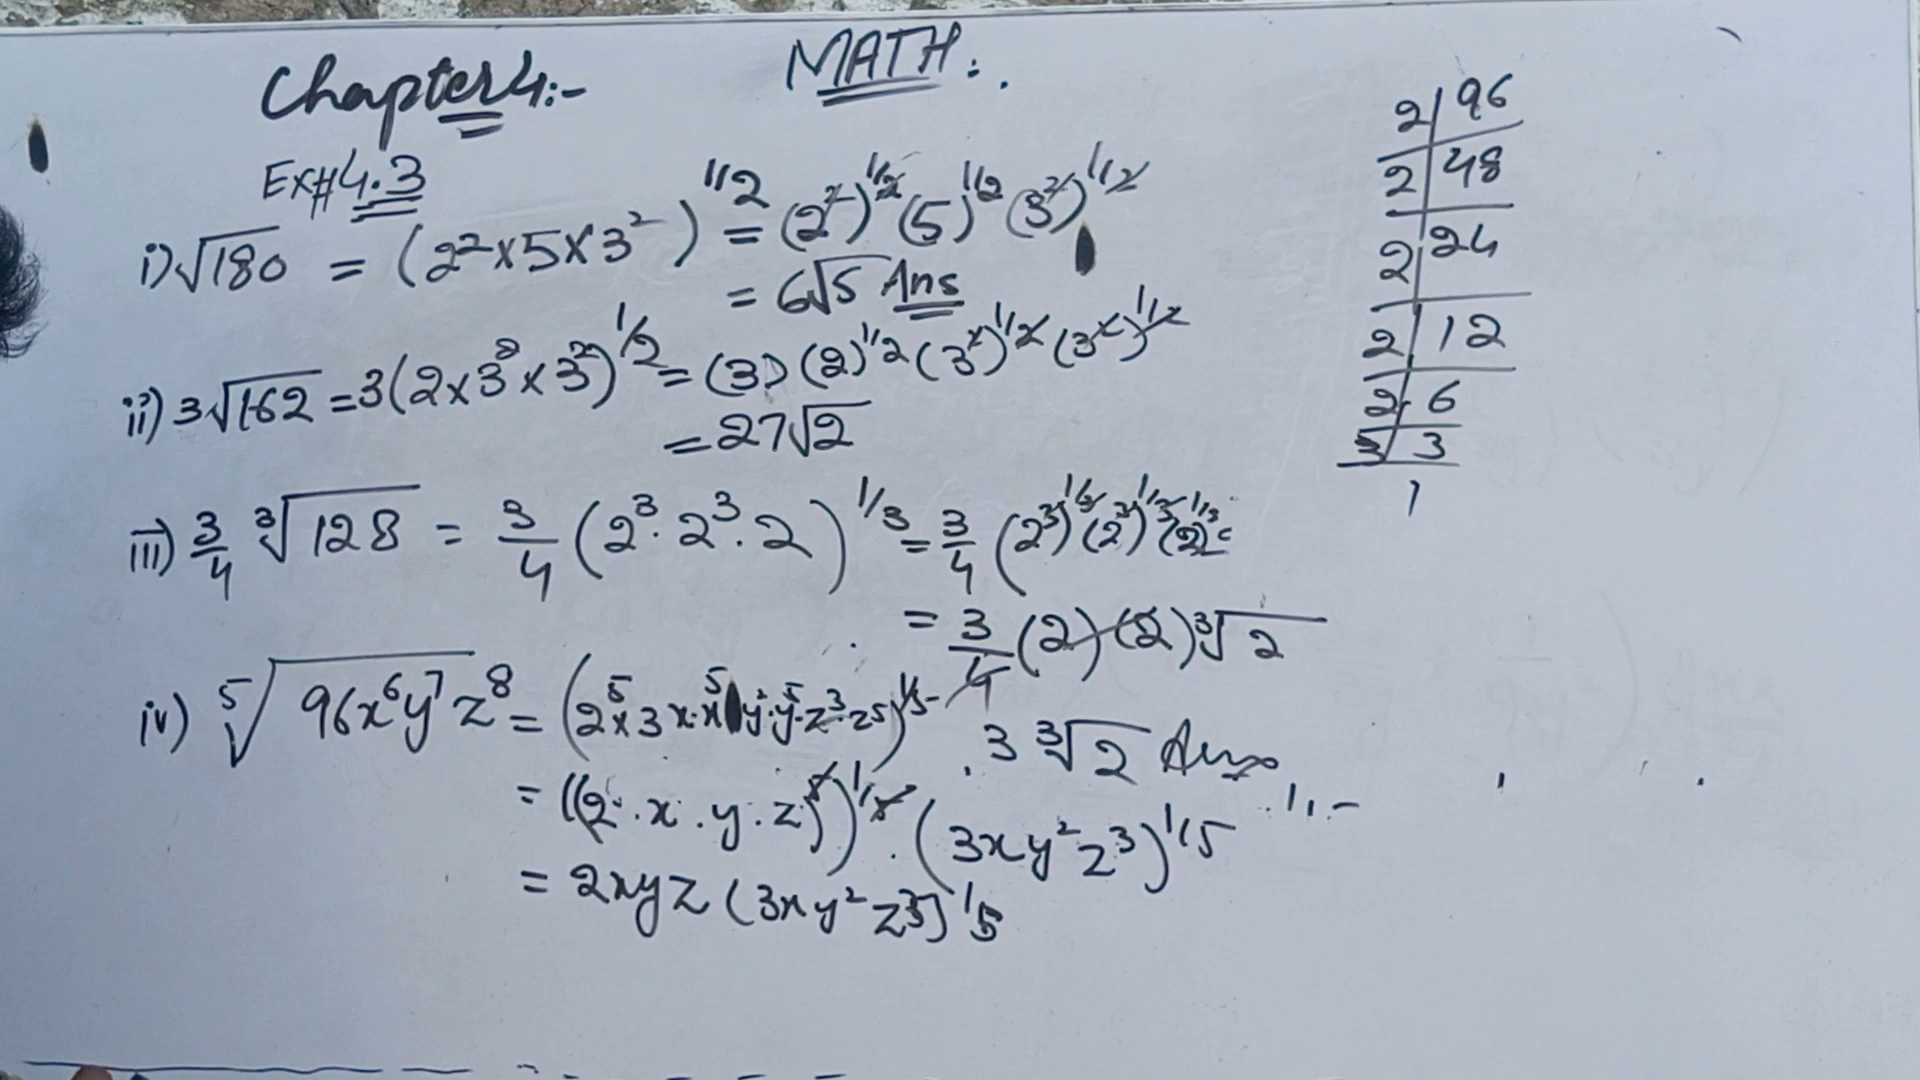 Chapter 4:-
MATH:.
Ex#4.3
i) √180 = (2²×5×3²)^1/2 = (2²)^1/2 (5)^1/2 (3²)^1/2
= 6√5 Ans
ii) 3√162 = 3(2×3²×3²)^1/2 = (3) (2)^1/2 (3²)^1/2 (3²)^1/2
= 27√2
iii) 3/4 ³√128 = 3/4 (2³·2³·2)^1/3 = 3/4 (2³)^1/3 (2³)^1/3 (2)^1/3
= 3/4 (2) (2) ³√2
3 ³√2 Ans
iv) ⁵√96x⁶y⁷z⁸ = (2⁵×3x·x⁵y²·y⁵·z³·z⁵)^1/5
= ((2·x·y·z)⁵)^1/5 · (3xy²z³)^1/5
= 2xyz (3xy²z³)^1/5
2 | 96
2 | 48
2 | 24
2 | 12
2 | 6
3 | 3
1